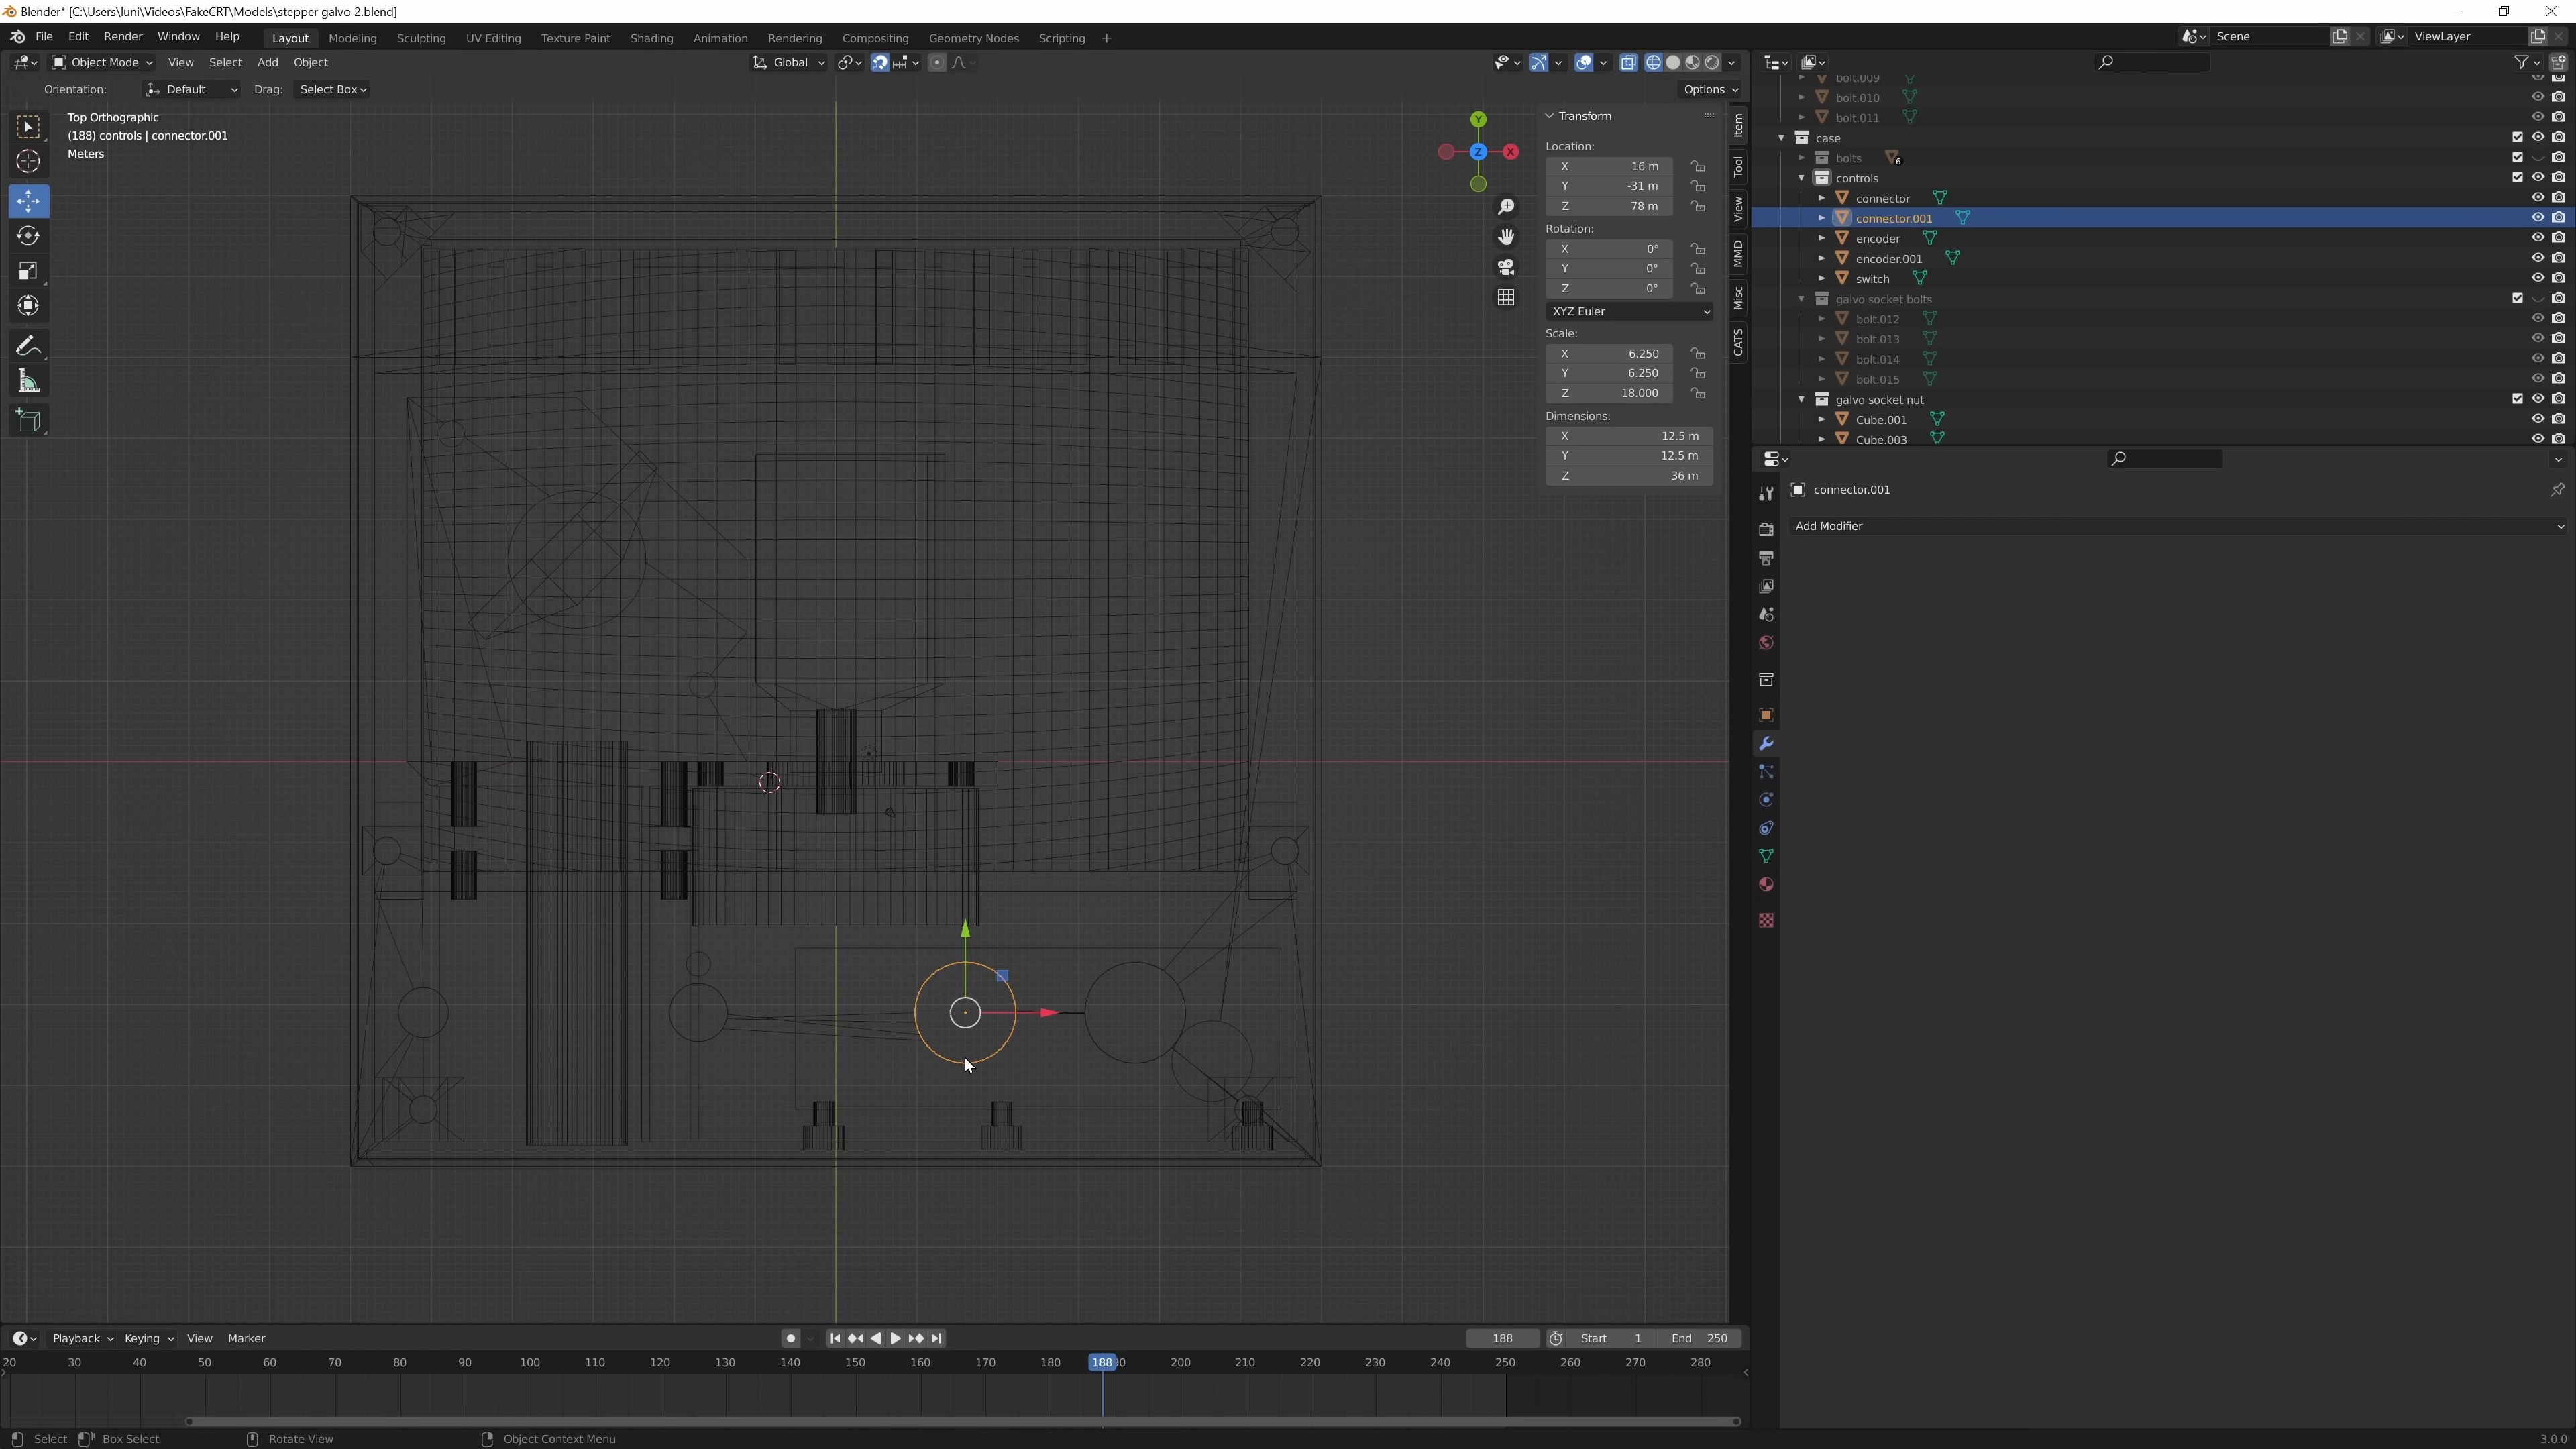 Blender* [C:\Users\luni\Videos\FakeCRT\Models\stepper galvo 2.blend]
File Edit Render Window Help Layout Modeling Sculpting UV Editing Texture Paint Shading Animation Rendering Compositing Geometry Nodes Scripting + Scene ViewLayer
Object Mode View Select Add Object Global
Orientation: Default Drag: Select Box Options
Top Orthographic
(188) controls | connector.001
Meters
Y
Z
X
Transform
Location:
X 16 m
Y -31 m
Z 78 m
Rotation:
X 0°
Y 0°
Z 0°
XYZ Euler
Scale:
X 6.250
Y 6.250
Z 18.000
Dimensions:
X 12.5 m
Y 12.5 m
Z 36 m
Item
Tool
View
MMD
Misc
CATS
bolt.009
bolt.010
bolt.011
case
bolts 6
controls
connector
connector.001
encoder
encoder.001
switch
galvo socket bolts
bolt.012
bolt.013
bolt.014
bolt.015
galvo socket nut
Cube.001
Cube.003
connector.001
Add Modifier
Playback Keying View Marker 188 Start 1 End 250
20 30 40 50 60 70 80 90 100 110 120 130 140 150 160 170 180 188 200 210 220 230 240 250 260 270 280
Select Box Select Rotate View Object Context Menu 3.0.0